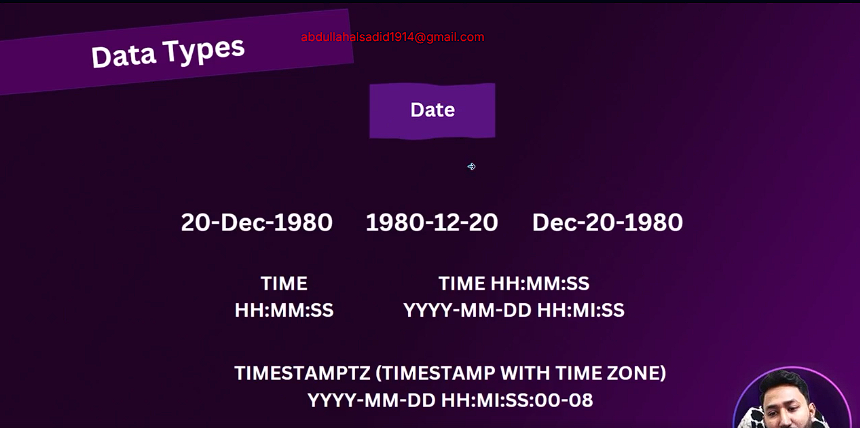 Data Types
abdullahalsadid1914@gmail.com
Date
20-Dec-1980 1980-12-20 Dec-20-1980
TIME TIME HH:MM:SS
HH:MM:SS YYYY-MM-DD HH:MI:SS
TIMESTAMPTZ (TIMESTAMP WITH TIME ZONE)
YYYY-MM-DD HH:MI:SS:00-08